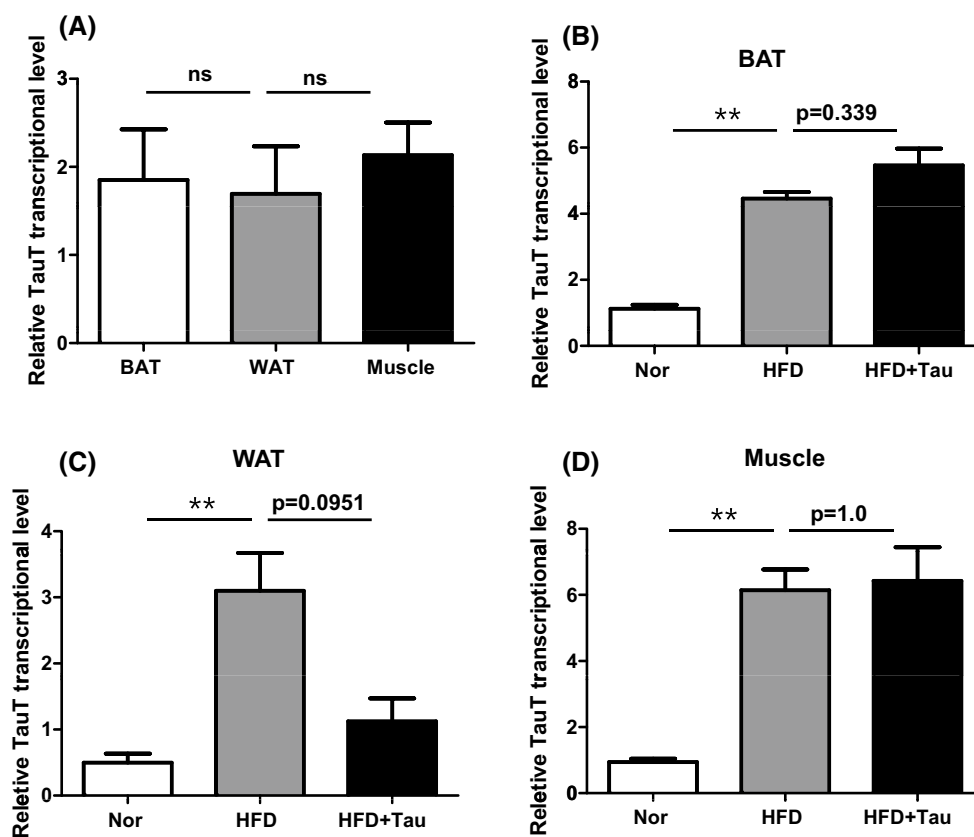 (A)
Reletive TauT transcriptional level
3
2
1
0
ns
ns
BAT
WAT
Muscle
(B)
BAT
Reletive TauT transcriptional level
8
6
4
2
0
**
p=0.339
Nor
HFD
HFD+Tau
(C)
WAT
Reletive TauT transcriptional level
4
3
2
1
0
**
p=0.0951
Nor
HFD
HFD+Tau
(D)
Muscle
Reletive TauT transcriptional level
8
6
4
2
0
**
p=1.0
Nor
HFD
HFD+Tau